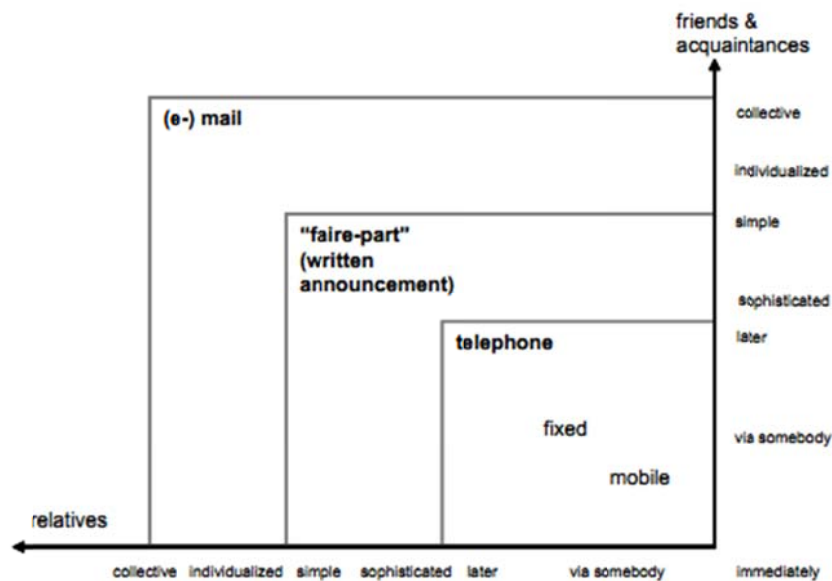 friends &
acquaintances
(e-) mail
collective
individualized
"faire-part"
(written
announcement)
simple
sophisticated
telephone
later
fixed
via somebody
mobile
relatives
collective individualized simple sophisticated later via somebody immediately